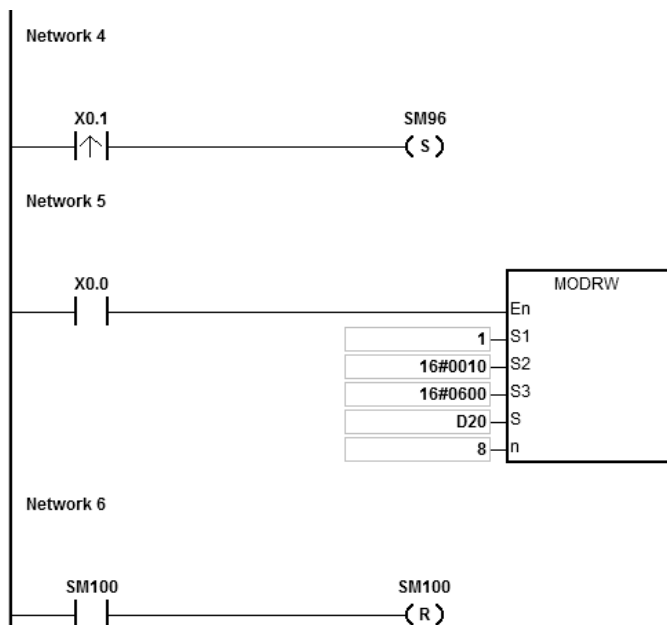 Network 4
X0.1 SM96
S
Network 5
X0.0 MODRW
En
1 S1
16#0010 S2
16#0600 S3
D20 S
8 n
Network 6
SM100 SM100
R